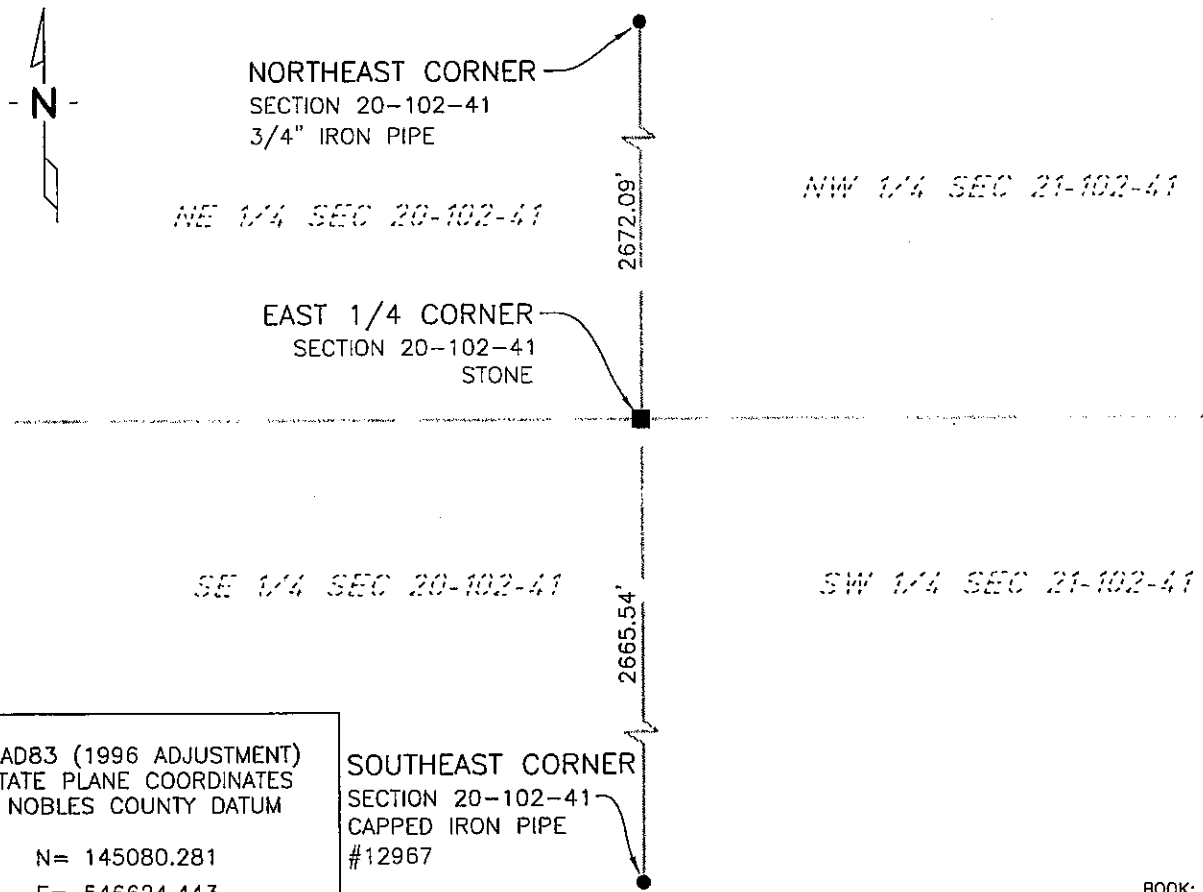 NORTHEAST CORNER
SECTION 20-102-41
3/4" IRON PIPE
- N -
2672.09'
NW 1/4 SEC 21-102-41
NE 1/4 SEC 20-102-41
EAST 1/4 CORNER
SECTION 20-102-41
STONE
SE 1/4 SEC 20-102-41
SW 1/4 SEC 21-102-41
2665.54'
AD83 (1996 ADJUSTMENT)
TATE PLANE COORDINATES
NOBLES COUNTY DATUM
N= 145080.281
SOUTHEAST CORNER
SECTION 20-102-41
CAPPED IRON PIPE
#12967